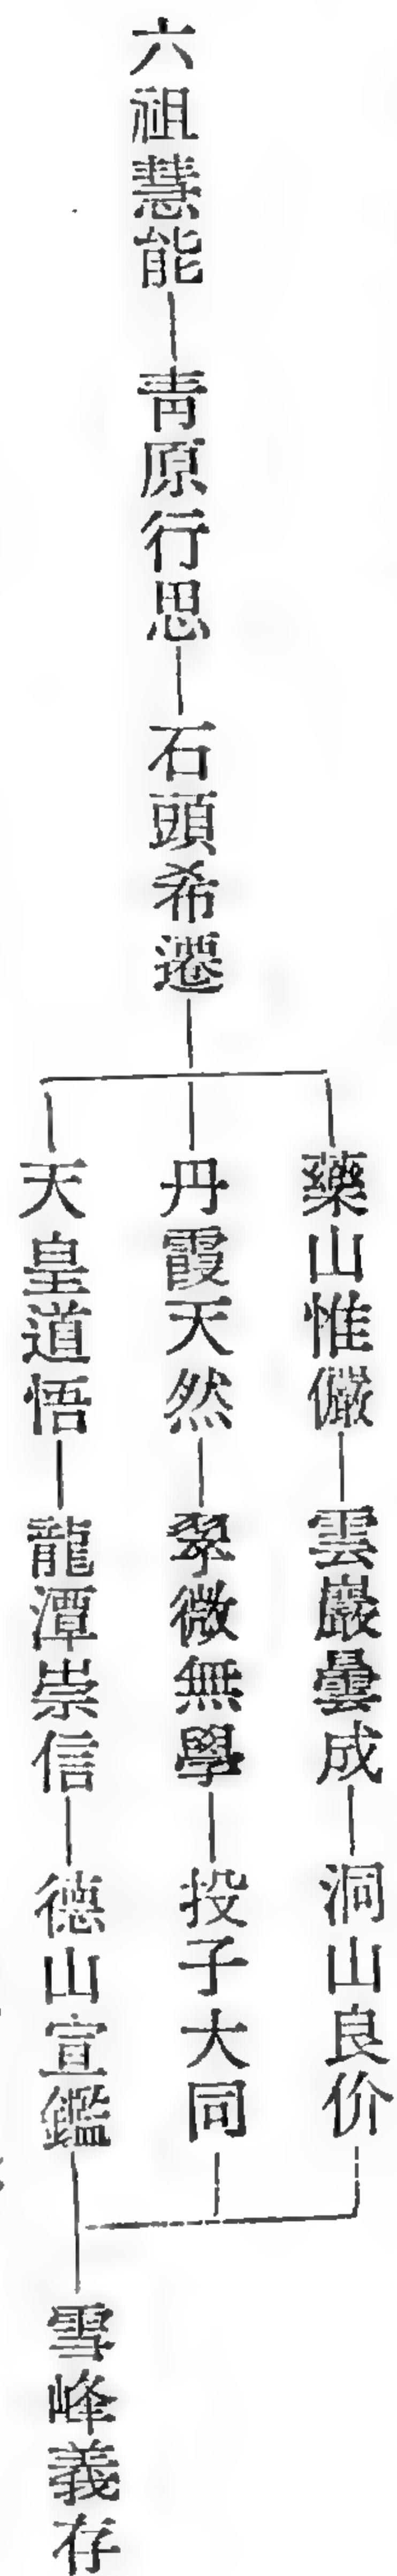 六祖慧能
靑原行思
石頭希遷
藥山惟儼
雲巖曇成
洞山良价
丹霞天然
翠微無學
投子大同
天皇道悟
龍潭崇信
德山宣鑑
雪峰義存